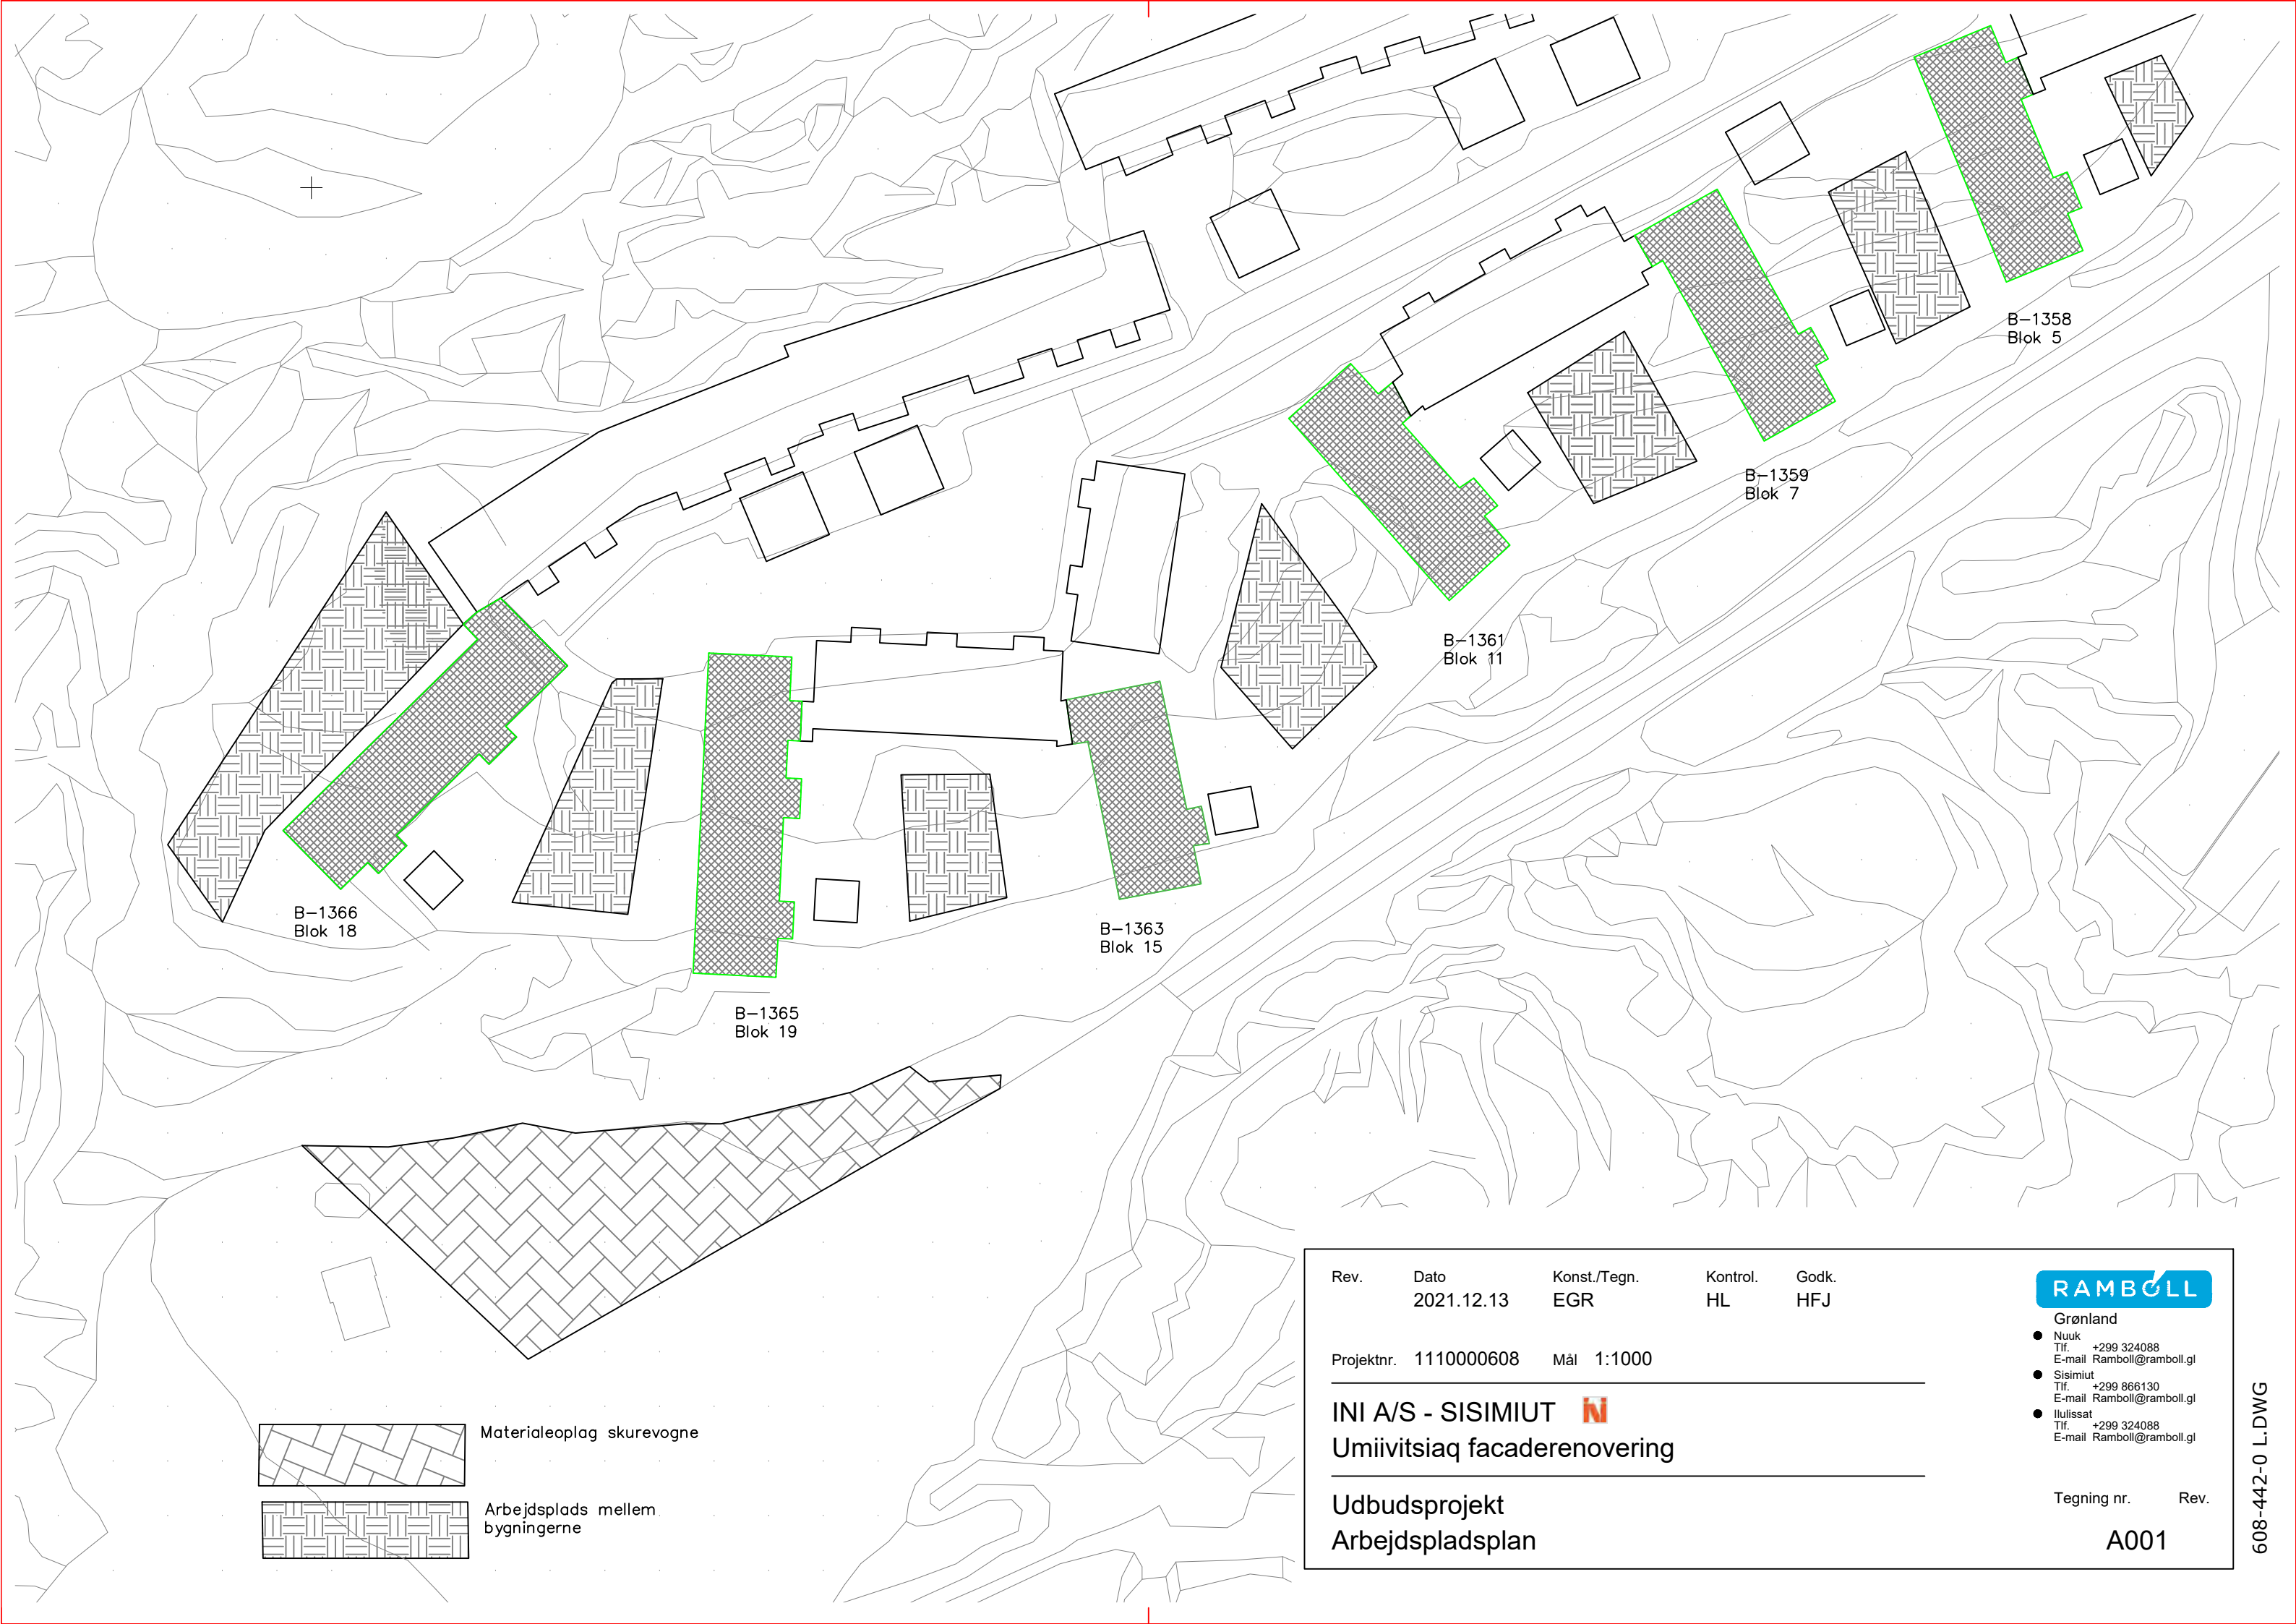 B-1358
Blok 5
B-1359
Blok 7
B-1361
Blok 11
B-1366
Blok 18
B-1363
Blok 15
B-1365
Blok 19
Materialeoplag skurevogne
Arbejdsplads mellem
bygningerne
Rev. Dato Konst./Tegn. Kontrol. Godk.
2021.12.13 EGR HL HFJ
Projektnr. 1110000608 Mål 1:1000
INI A/S - SISIMIUT
Umiivitsiaq facaderenovering
Udbudsprojekt
Arbejdspladsplan
RAMBOLL
Grønland
Nuuk
Tlf. +299 324088
E-mail Ramboll@ramboll.gl
Sisimiut
Tlf. +299 866130
E-mail Ramboll@ramboll.gl
Ilulissat
Tlf. +299 324088
E-mail Ramboll@ramboll.gl
Tegning nr. Rev.
A001
608-442-0 L.DWG